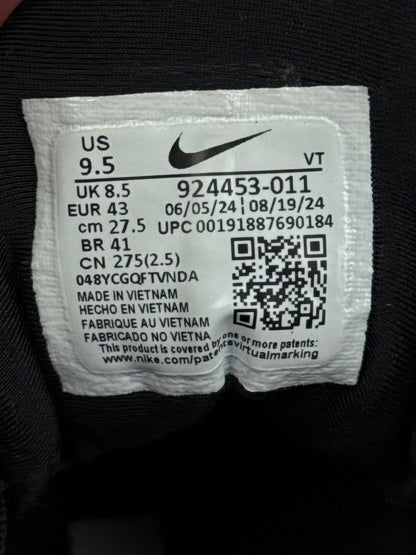 US
9.5
VT
UK 8.5 924453-011
EUR 43 06/05/24 | 08/19/24
cm 27.5 UPC 00191887690184
BR 41
CN 275(2.5)
048YCGQFTVNDA
MADE IN VIETNAM
HECHO EN VIETNAM
FABRIQUE AU VIETNAM
FABRICADO NO VIETNA
This product is covered by one or more patents:
www.nike.com/patentsvirtualmarking